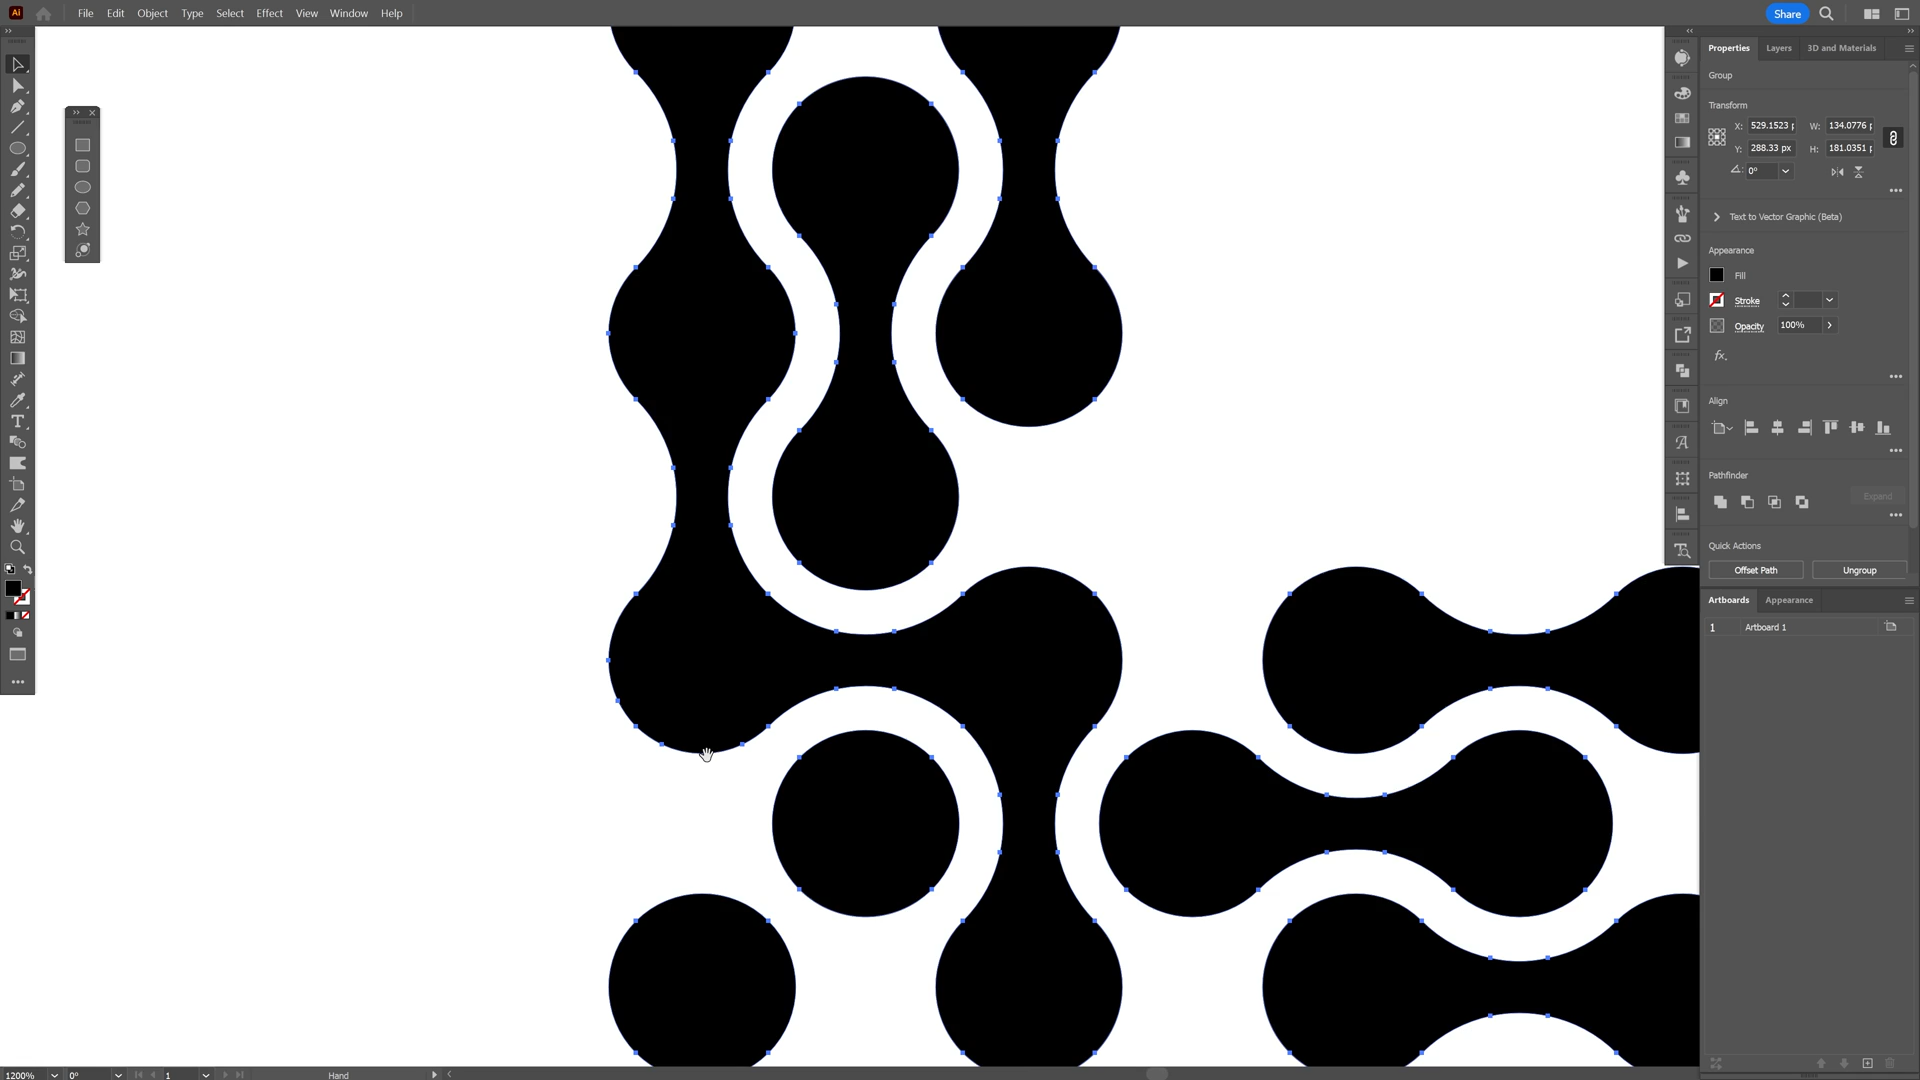 Ai File Edit Object Type Select Effect View Window Help Share
Properties Layers 3D and Materials
Group
Transform
X: 529.1523 W: 134.0776
Y: 288.33 px H: 181.0351
0°
Text to Vector Graphic (Beta)
Appearance
Fill
Stroke
Opacity 100%
fx.
Align
Pathfinder
Expand
Quick Actions
Offset Path Ungroup
Artboards Appearance
1 Artboard 1
1200% 0° 1 Hand